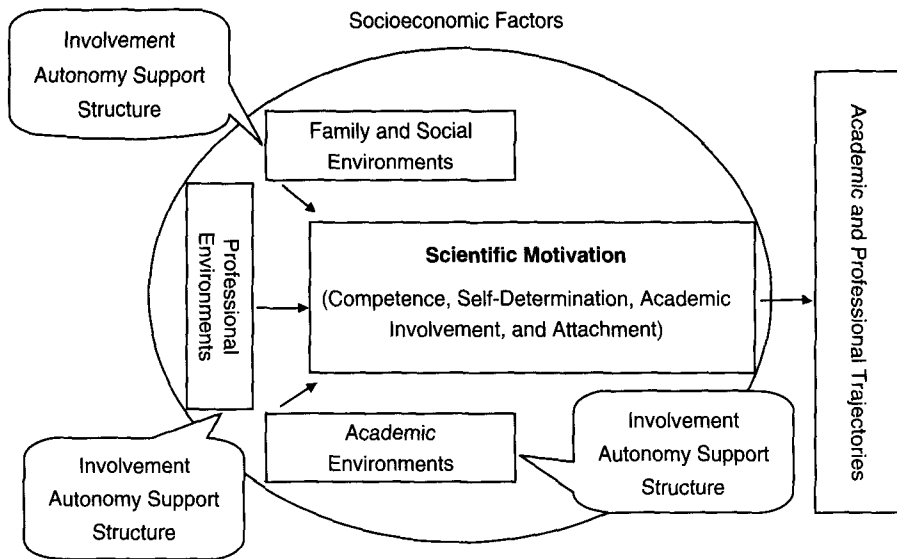 Socioeconomic Factors
Involvement
Autonomy Support
Structure
Family and Social
Environments
Professional
Environments
Scientific Motivation
(Competence, Self-Determination, Academic
Involvement, and Attachment)
Academic and Professional Trajectories
Academic
Environments
Involvement
Autonomy Support
Structure
Involvement
Autonomy Support
Structure